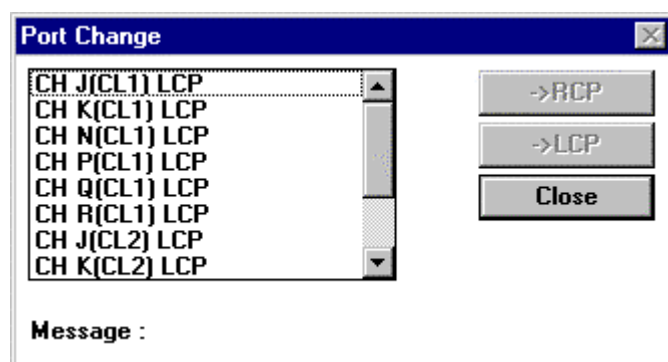 Port Change
CH J(CL1) LCP
CH K(CL1) LCP
CH N(CL1) LCP
CH P(CL1) LCP
CH Q(CL1) LCP
CH R(CL1) LCP
CH J(CL2) LCP
CH K(CL2) LCP
->RCP
->LCP
Close
Message :